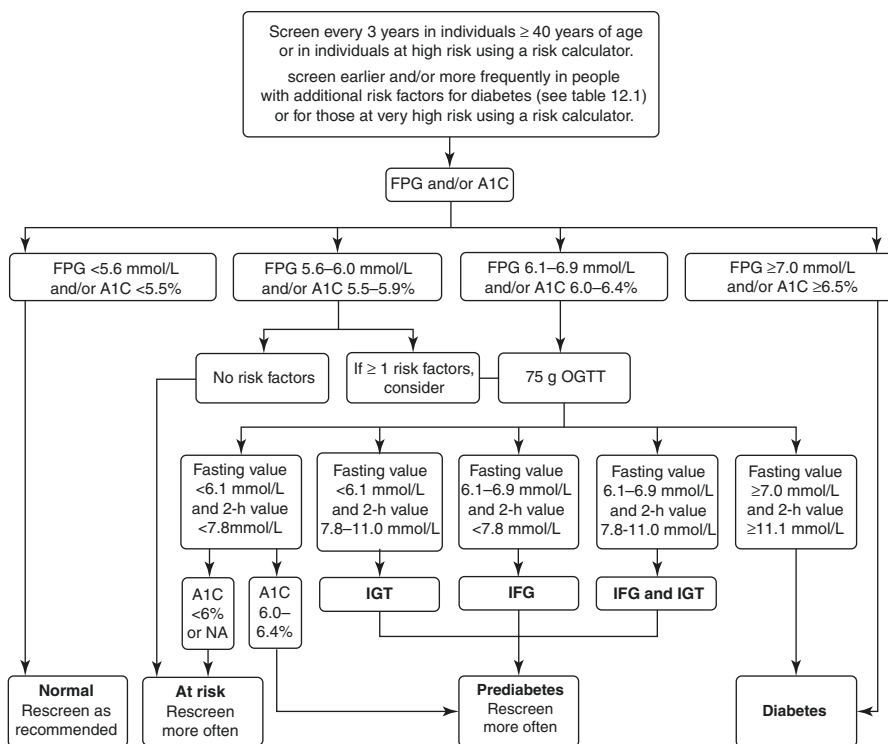 Screen every 3 years in individuals ≥ 40 years of age
or in individuals at high risk using a risk calculator.
screen earlier and/or more frequently in people
with additional risk factors for diabetes (see table 12.1)
or for those at very high risk using a risk calculator.
FPG and/or A1C
FPG <5.6 mmol/L
and/or A1C <5.5%
FPG 5.6–6.0 mmol/L
and/or A1C 5.5–5.9%
FPG 6.1–6.9 mmol/L
and/or A1C 6.0–6.4%
FPG ≥7.0 mmol/L
and/or A1C ≥6.5%
No risk factors
If ≥ 1 risk factors,
consider
75 g OGTT
Fasting value
<6.1 mmol/L
and 2-h value
<7.8mmol/L
Fasting value
<6.1 mmol/L
and 2-h value
7.8–11.0 mmol/L
Fasting value
6.1–6.9 mmol/L
and 2-h value
<7.8 mmol/L
Fasting value
6.1–6.9 mmol/L
and 2-h value
7.8-11.0 mmol/L
Fasting value
≥7.0 mmol/L
and 2-h value
≥11.1 mmol/L
A1C
<6%
or NA
A1C
6.0–
6.4%
IGT
IFG
IFG and IGT
Normal
Rescreen as
recommended
At risk
Rescreen
more often
Prediabetes
Rescreen
more often
Diabetes